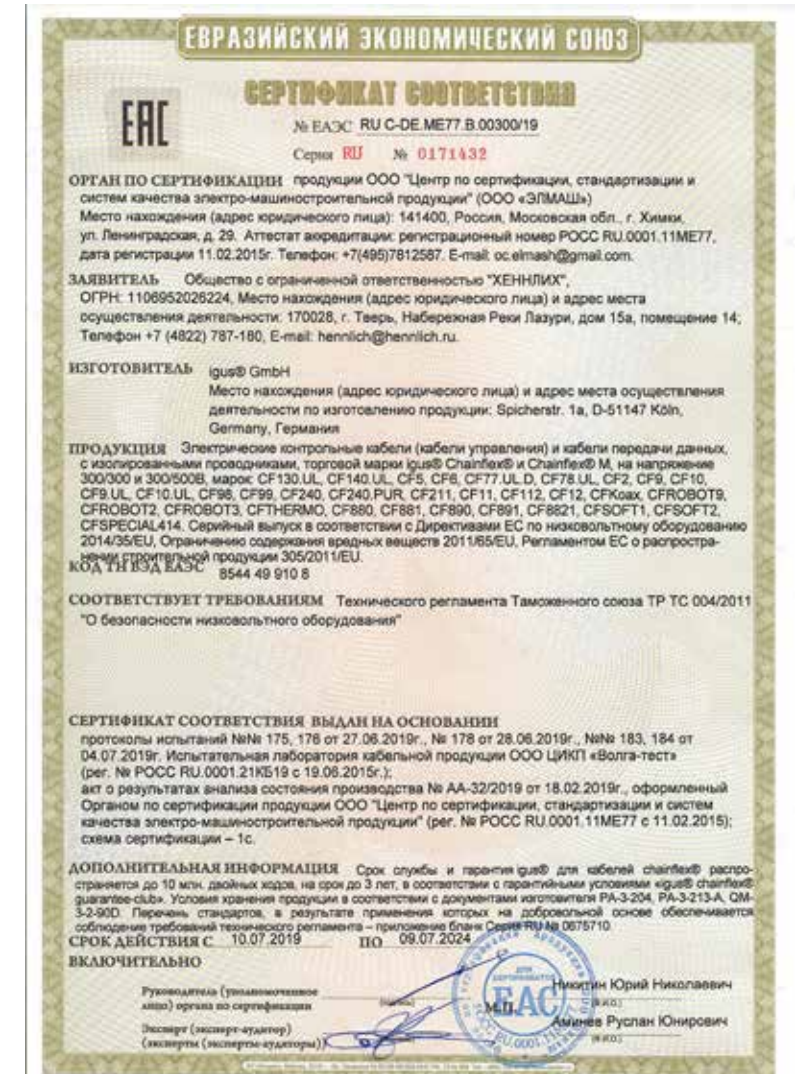 ЕВРАЗИЙСКИЙ ЭКОНОМИЧЕСКИЙ СОЮЗ
СЕРТИФИКАТ СООТВЕТСТВИЯ
ЕАС
№ ЕАЭС RU C-DE.ME77.B.00300/19
Серия RU № 0171432
ОРГАН ПО СЕРТИФИКАЦИИ продукции ООО "Центр по сертификации, стандартизации и
систем качества электро-машиностроительной продукции" (ООО «ЭЛМАШ»)
Место нахождения (адрес юридического лица): 141400, Россия, Московская обл., г. Химки,
ул. Ленинградская, д. 29. Аттестат аккредитации: регистрационный номер РОСС RU.0001.11МЕ77,
дата регистрации 11.02.2015г. Телефон: +7(495)7812587. E-mail: oc.elmash@gmail.com.
ЗАЯВИТЕЛЬ Общество с ограниченной ответственностью "ХЕННЛИХ",
ОГРН: 1106952026224, Место нахождения (адрес юридического лица) и адрес места
осуществления деятельности: 170028, г. Тверь, Набережная Реки Лазури, дом 15а, помещение 14;
Телефон +7 (4822) 787-180, E-mail: hennlich@hennlich.ru.
ИЗГОТОВИТЕЛЬ igus® GmbH
Место нахождения (адрес юридического лица) и адрес места осуществления
деятельности по изготовлению продукции: Spicherstr. 1a, D-51147 Köln,
Germany, Германия
ПРОДУКЦИЯ Электрические контрольные кабели (кабели управления) и кабели передачи данных,
с изолированными проводниками, торговой марки igus® Chainflex® и Chainflex® M, на напряжение
300/300 и 300/500В, марок: CF130.UL, CF140.UL, CF5, CF6, CF77.UL.D, CF78.UL, CF2, CF9, CF10,
CF9.UL, CF10.UL, CF98, CF99, CF240, CF240.PUR, CF211, CF11, CF112, CF12, CFKoax, CFROBOT9,
CFROBOT2, CFROBOT3, CFTHERMO, CF880, CF881, CF890, CF891, CF8821, CFSOFT1, CFSOFT2,
CFSPECIAL414. Серийный выпуск в соответствии с Директивами ЕС по низковольтному оборудованию
2014/35/EU, Ограничению содержания вредных веществ 2011/65/EU, Регламентом ЕС о распростра-
нении строительной продукции 305/2011/EU.
КОД ТН ВЭД ЕАЭС 8544 49 910 8
СООТВЕТСТВУЕТ ТРЕБОВАНИЯМ Технического регламента Таможенного союза ТР ТС 004/2011
"О безопасности низковольтного оборудования"
СЕРТИФИКАТ СООТВЕТСТВИЯ ВЫДАН НА ОСНОВАНИИ
протоколы испытаний №№ 175, 176 от 27.06.2019г., № 178 от 28.06.2019г., №№ 183, 184 от
04.07.2019г. Испытательная лаборатория кабельной продукции ООО ЦИКП «Волга-тест»
(рег. № РОСС RU.0001.21КБ19 с 19.06.2015г.);
акт о результатах анализа состояния производства № АА-32/2019 от 18.02.2019г., оформленный
Органом по сертификации продукции ООО "Центр по сертификации, стандартизации и систем
качества электро-машиностроительной продукции" (рег. № РОСС RU.0001.11МЕ77 с 11.02.2015);
схема сертификации – 1с.
ДОПОЛНИТЕЛЬНАЯ ИНФОРМАЦИЯ Срок службы и гарантия igus® для кабелей chainflex® распро-
страняется до 10 млн. двойных ходов, на срок до 3 лет, в соответствии с гарантийными условиями «igus® chainflex®
guarantee-club». Условия хранения продукции в соответствии с документами изготовителя PA-3-204, PA-3-213-A, QM-
3-2-90D. Перечень стандартов, в результате применения которых на добровольной основе обеспечивается
соблюдение требований технического регламента – приложение бланк Серия RU № 0675710.
СРОК ДЕЙСТВИЯ С 10.07.2019 ПО 09.07.2024
ВКЛЮЧИТЕЛЬНО
Руководитель (уполномоченное
лицо) органа по сертификации
М.П.
Никитин Юрий Николаевич
(Ф.И.О.)
Эксперт (эксперт-аудитор)
(эксперты (эксперты-аудиторы))
Аминев Руслан Юнирович
(Ф.И.О.)
ЕАС